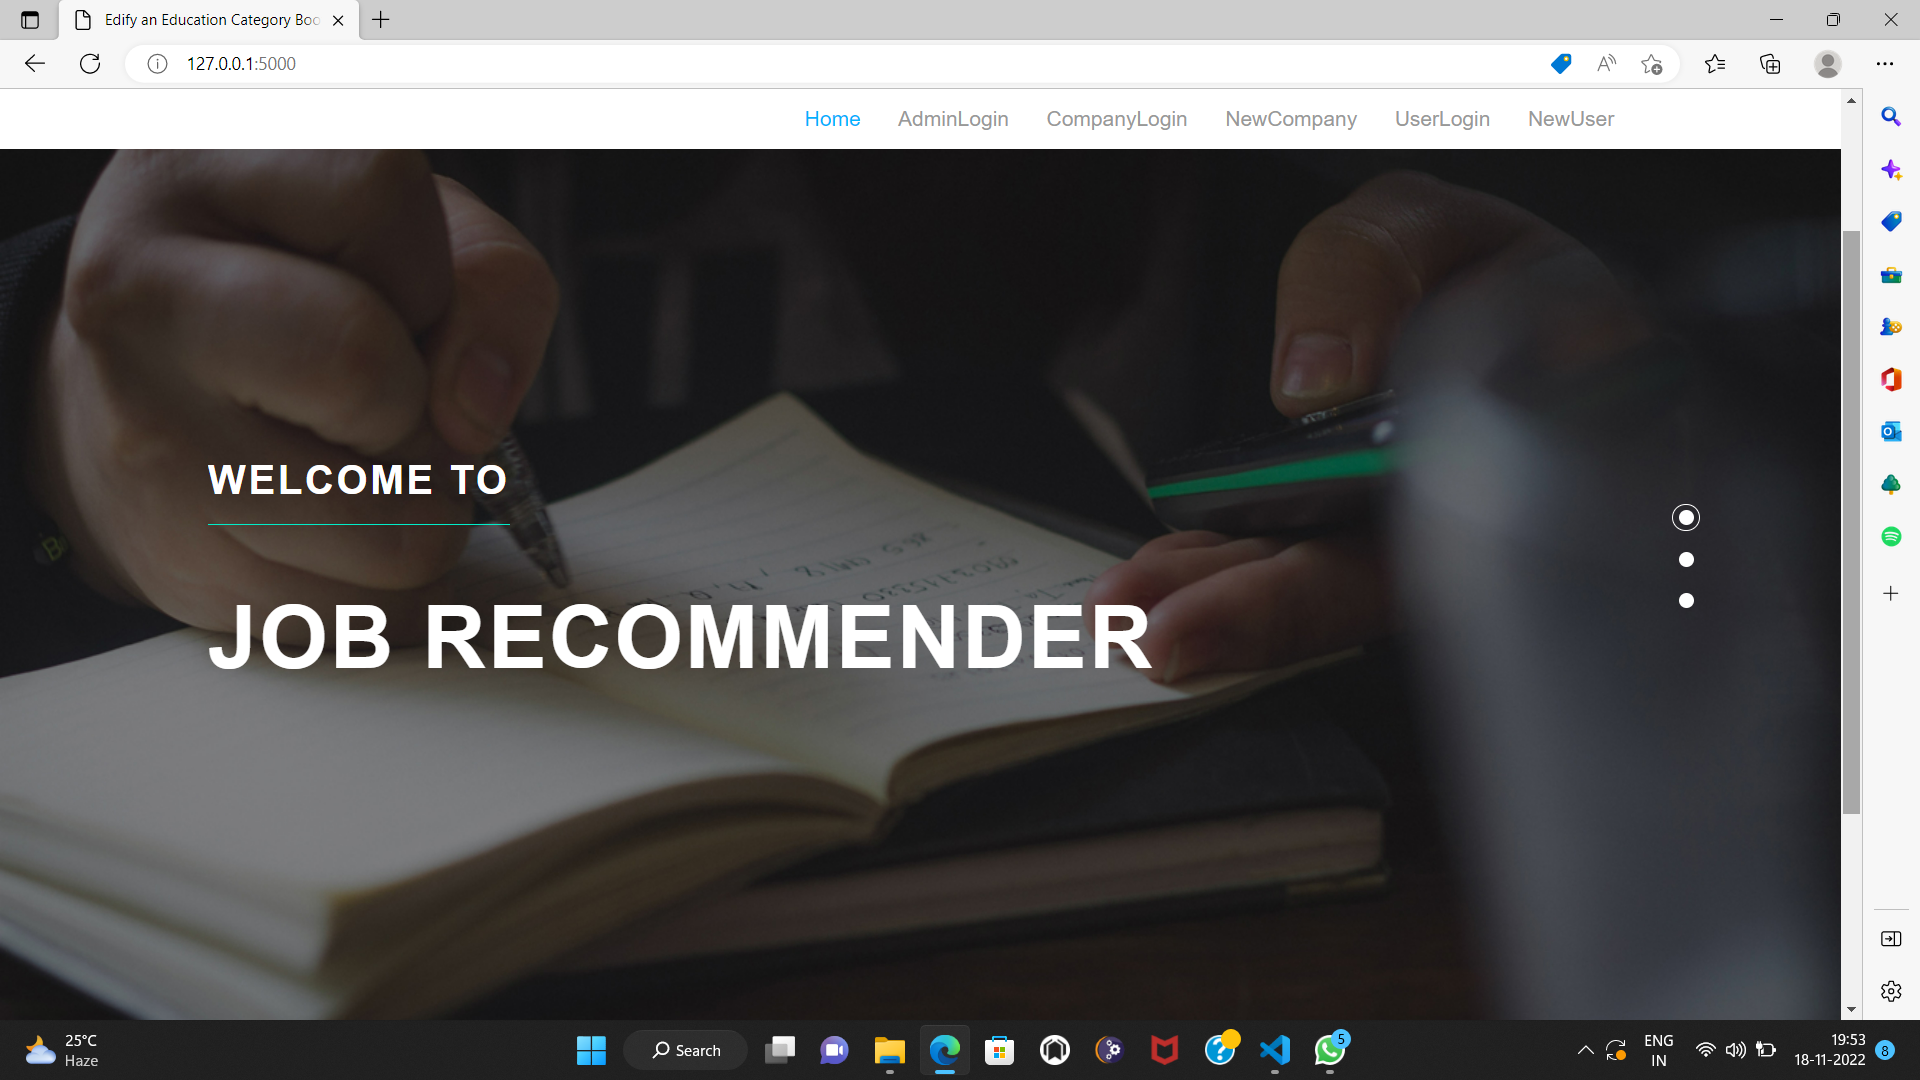 Edify an Education Category Boo
127.0.0.1:5000
Home AdminLogin CompanyLogin NewCompany UserLogin NewUser
WELCOME TO
JOB RECOMMENDER
25°C
Haze
Search
5
ENG
IN
19:53
18-11-2022
8